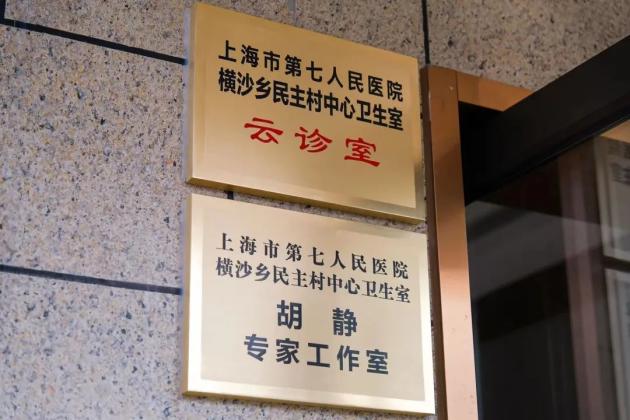 上海市第七人民医院
横沙乡民主村中心卫生室
云诊室
上海市第七人民医院
横沙乡民主村中心卫生室
胡静
专家工作室